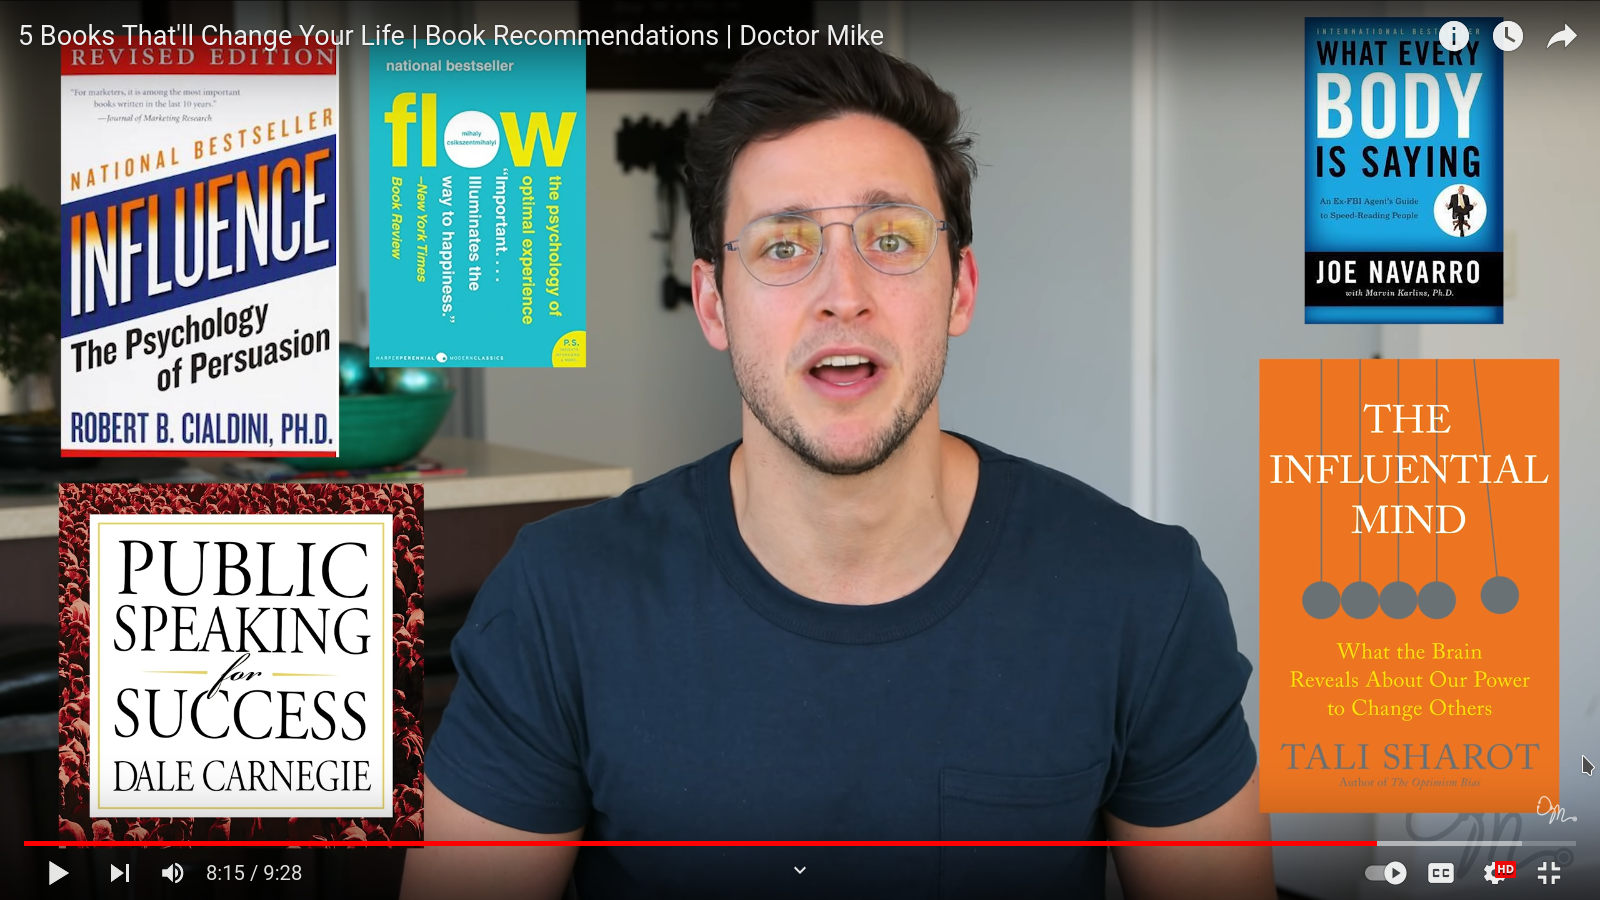 5 Books That'll Change Your Life | Book Recommendations | Doctor Mike
REVISED EDITION
"For marketers, it is among the most important
books written in the last 10 years."
—Journal of Marketing Research
NATIONAL BESTSELLER
INFLUENCE
The Psychology
of Persuasion
ROBERT B. CIALDINI, PH.D.
national bestseller
flow
mihaly
csikszentmihalyi
the psychology of
optimal experience
"Important. . . .
Illuminates the
way to happiness."
—New York Times
Book Review
P.S.
HARPERPERENNIAL MODERNCLASSICS
INTERNATIONAL
WHAT EVERY
BODY
IS SAYING
An Ex-FBI Agent's Guide
to Speed-Reading People
JOE NAVARRO
with Marvin Karlins, Ph.D.
PUBLIC
SPEAKING
for
SUCCESS
DALE CARNEGIE
THE
INFLUENTIAL
MIND
What the Brain
Reveals About Our Power
to Change Others
TALI SHAROT
Author of The Optimism Bias
8:15 / 9:28
CC
HD